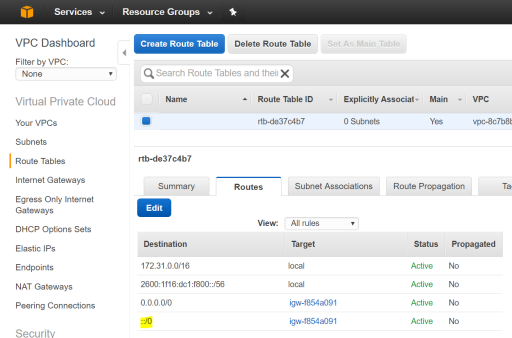 Services Resource Groups
VPC Dashboard
Filter by VPC:
None
Virtual Private Cloud
Your VPCs
Subnets
Route Tables
Internet Gateways
Egress Only Internet
Gateways
DHCP Options Sets
Elastic IPs
Endpoints
NAT Gateways
Peering Connections
Security
Create Route Table Delete Route Table Set As Main Table
Search Route Tables and thei
Name Route Table ID Explicitly Associat Main VPC
rtb-de37c4b7 0 Subnets Yes vpc-8c7b8b
rtb-de37c4b7
Summary Routes Subnet Associations Route Propagation Ta
Edit
View: All rules
Destination Target Status Propagated
172.31.0.0/16 local Active No
2600:1f16:dc1:f800::/56 local Active No
0.0.0.0/0 igw-f854a091 Active No
::/0 igw-f854a091 Active No